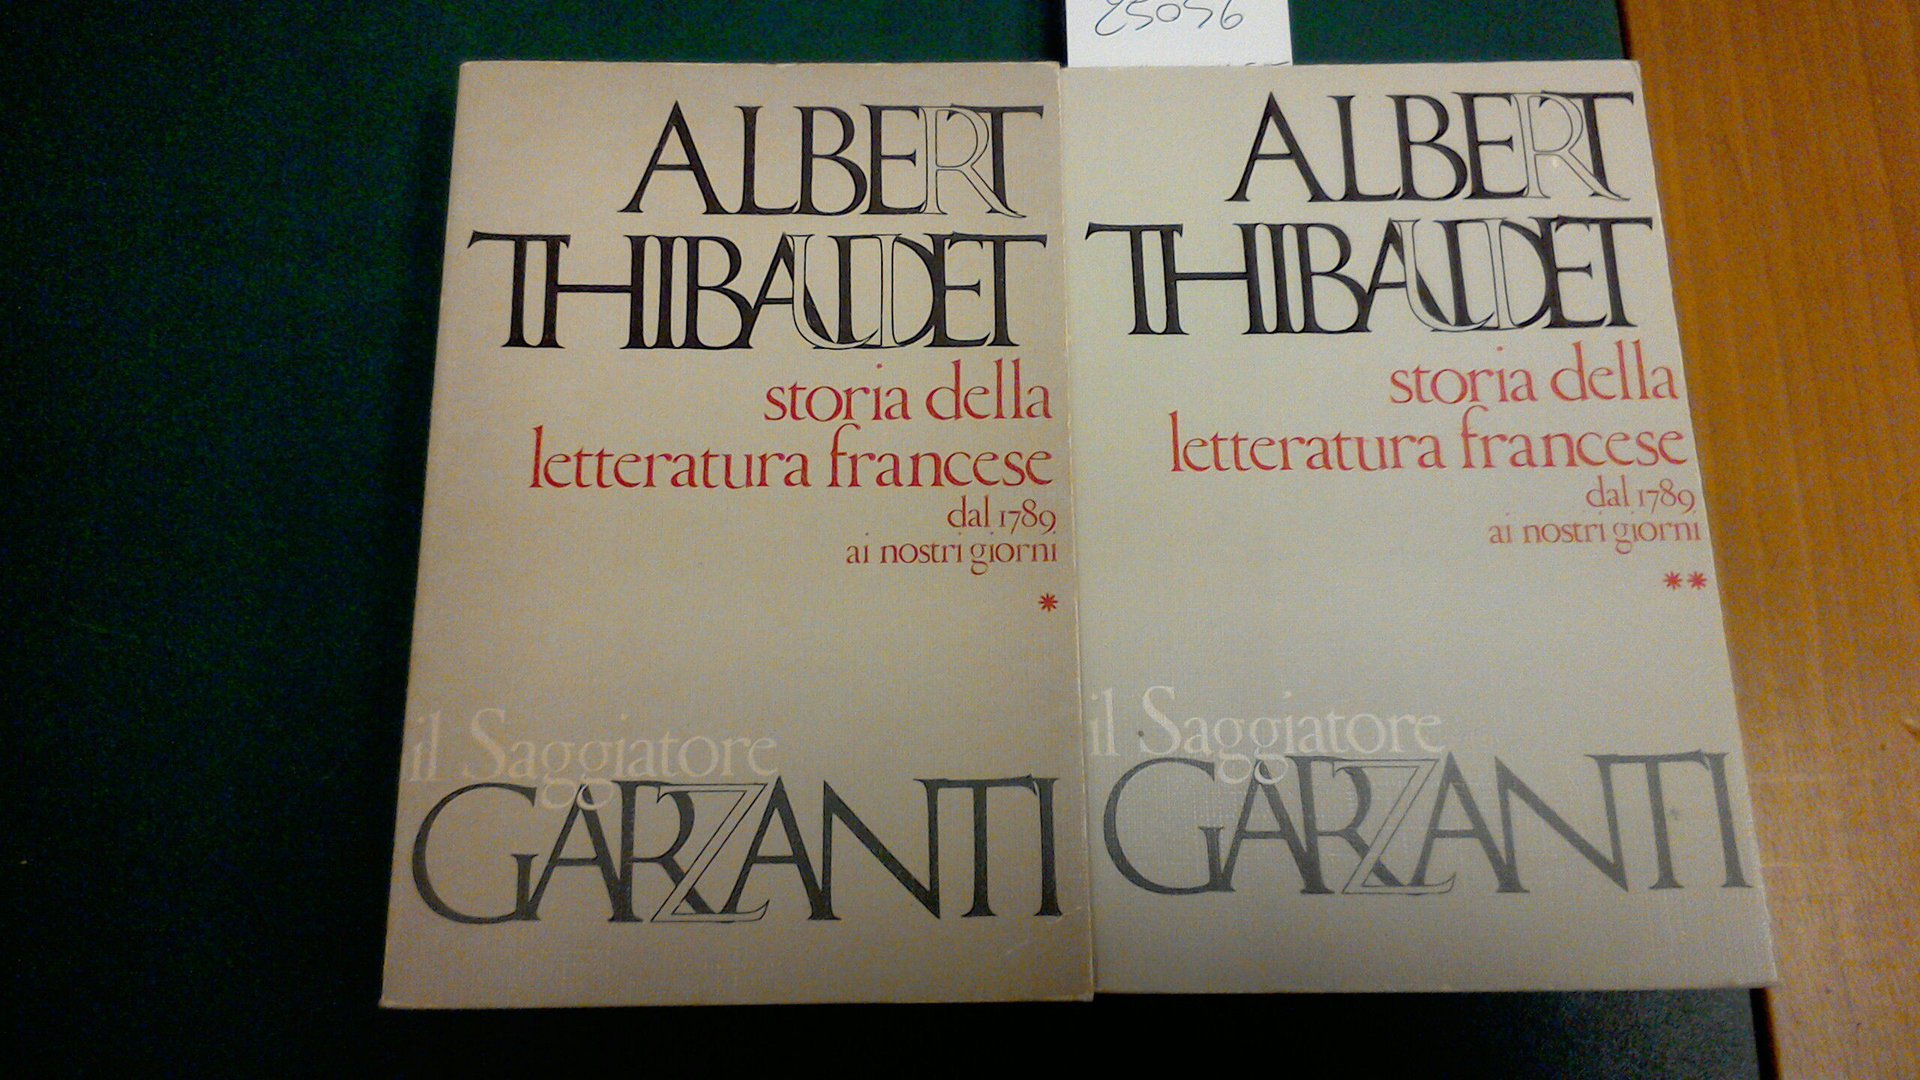 25056
ALBERT
THIBAUDET
storia della
letteratura francese
dal 1789
ai nostri giorni
*
il Saggiatore
GARZANTI
ALBERT
THIBAUDET
storia della
letteratura francese
dal 1789
ai nostri giorni
**
il Saggiatore
GARZANTI